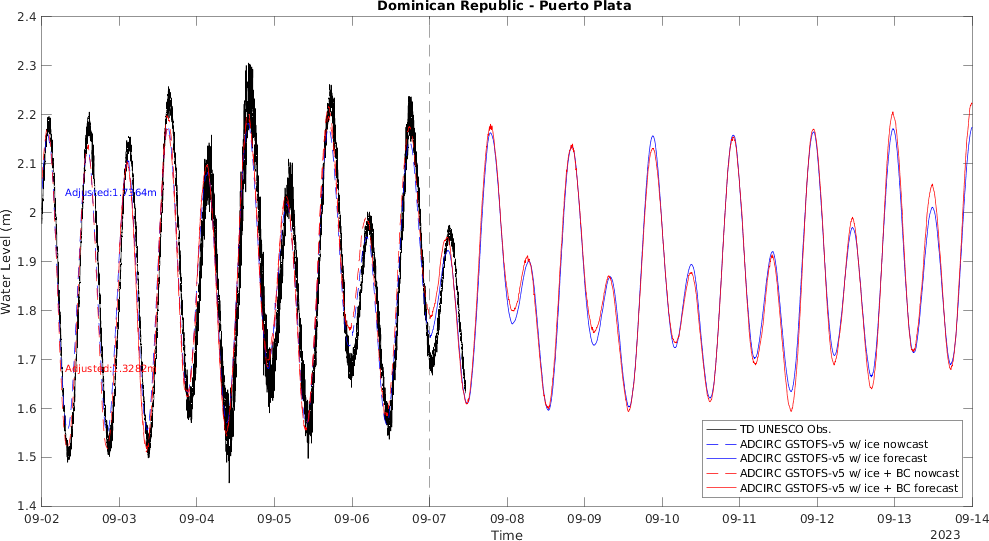 Dominican Republic - Puerto Plata
Water Level (m)
2.4
2.3
2.2
2.1
2
1.9
1.8
1.7
1.6
1.5
1.4
Adjusted:1.7364m
Adjusted:1.3282m
TD UNESCO Obs.
ADCIRC GSTOFS-v5 w/ ice nowcast
ADCIRC GSTOFS-v5 w/ ice forecast
ADCIRC GSTOFS-v5 w/ ice + BC nowcast
ADCIRC GSTOFS-v5 w/ ice + BC forecast
09-02 09-03 09-04 09-05 09-06 09-07 09-08 09-09 09-10 09-11 09-12 09-13 09-14
Time
2023